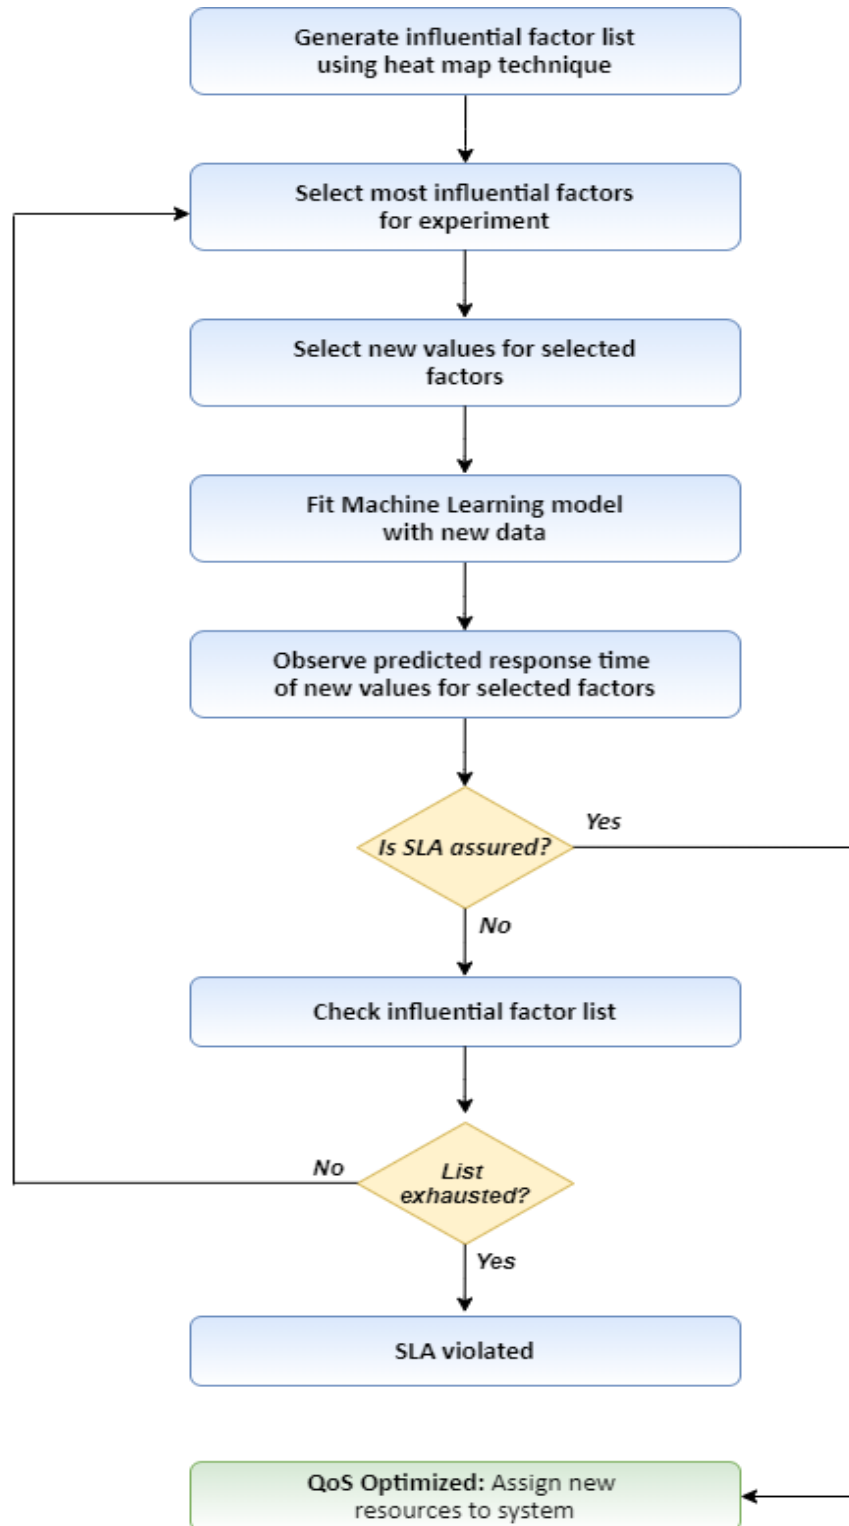 Generate influential factor list
using heat map technique
Select most influential factors
for experiment
Select new values for selected
factors
Fit Machine Learning model
with new data
Observe predicted response time
of new values for selected factors
Is SLA assured?
Yes
No
Check influential factor list
No
List
exhausted?
Yes
SLA violated
QoS Optimized: Assign new
resources to system